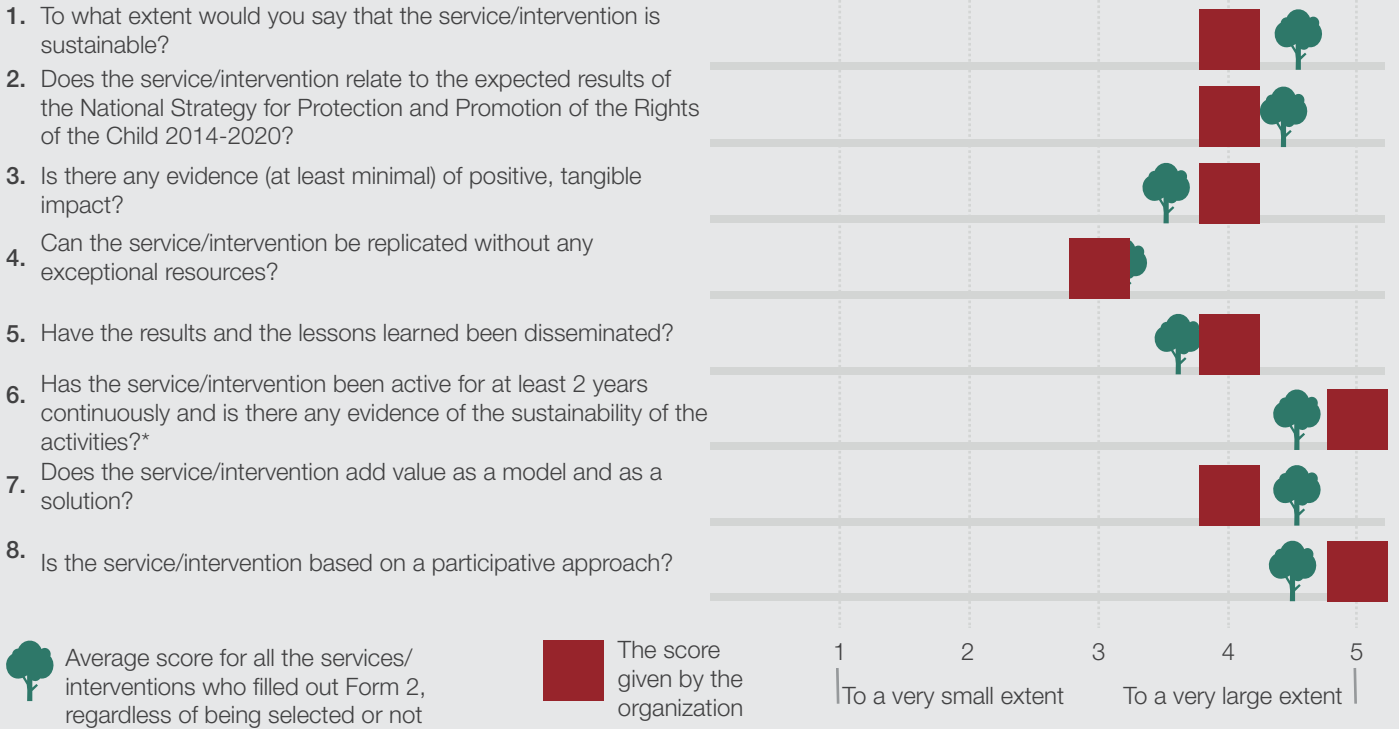 1. To what extent would you say that the service/intervention is
sustainable?
2. Does the service/intervention relate to the expected results of
the National Strategy for Protection and Promotion of the Rights
of the Child 2014-2020?
3. Is there any evidence (at least minimal) of positive, tangible
impact?
4. Can the service/intervention be replicated without any
exceptional resources?
5. Have the results and the lessons learned been disseminated?
6. Has the service/intervention been active for at least 2 years
continuously and is there any evidence of the sustainability of the
activities?*
7. Does the service/intervention add value as a model and as a
solution?
8. Is the service/intervention based on a participative approach?
Average score for all the services/
interventions who filled out Form 2,
regardless of being selected or not
The score
given by the
organization
1 2 3 4 5
To a very small extent To a very large extent